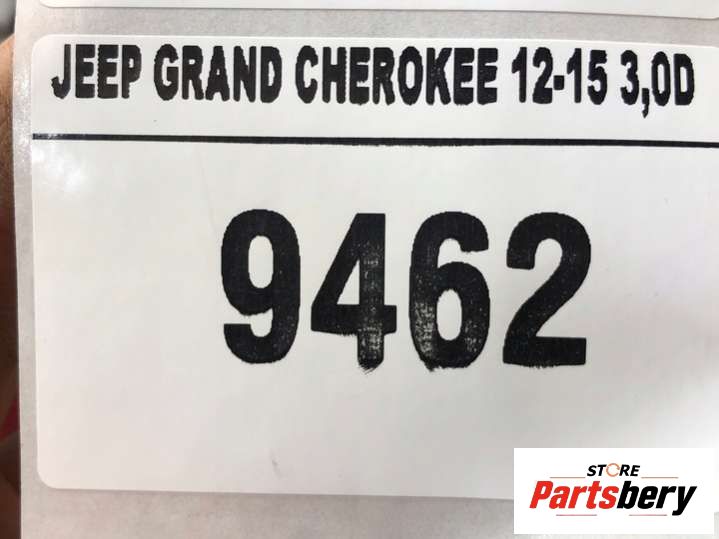 JEEP GRAND CHEROKEE 12-15 3,0D
9462
STORE
Partsbery